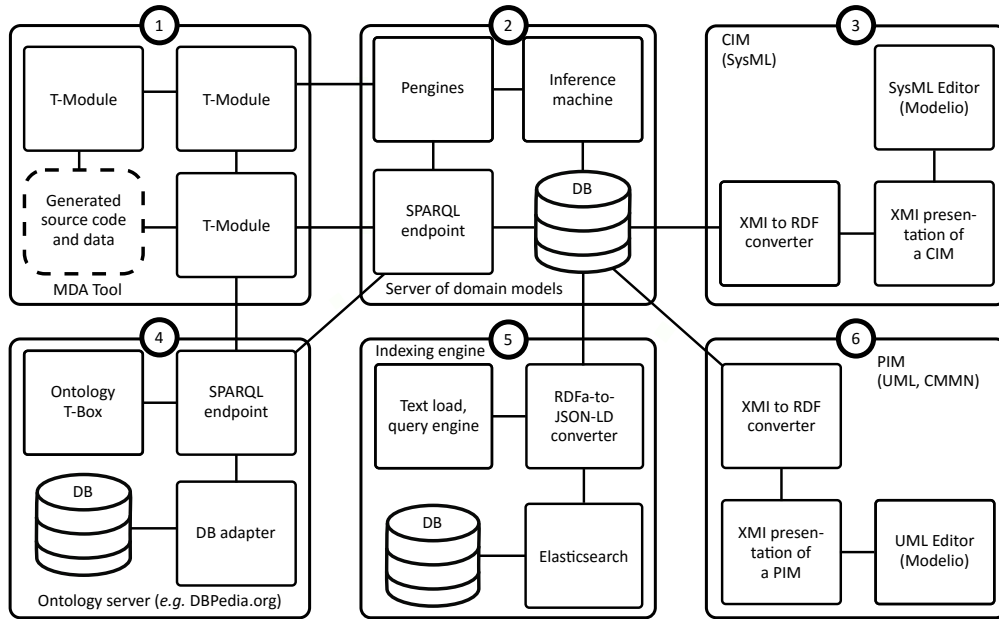 1
T-Module
T-Module
Generated
source code
and data
T-Module
MDA Tool
2
Pengines
Inference
machine
SPARQL
endpoint
DB
Server of domain models
3
CIM
(SysML)
SysML Editor
(Modelio)
XMI to RDF
converter
XMI presen-
tation of
a CIM
4
Ontology
T-Box
SPARQL
endpoint
DB
DB adapter
Ontology server (e.g. DBPedia.org)
5
Indexing engine
Text load,
query engine
RDFa-to-
JSON-LD
converter
DB
Elasticsearch
6
PIM
(UML, CMMN)
XMI to RDF
converter
XMI presen-
tation of
a PIM
UML Editor
(Modelio)